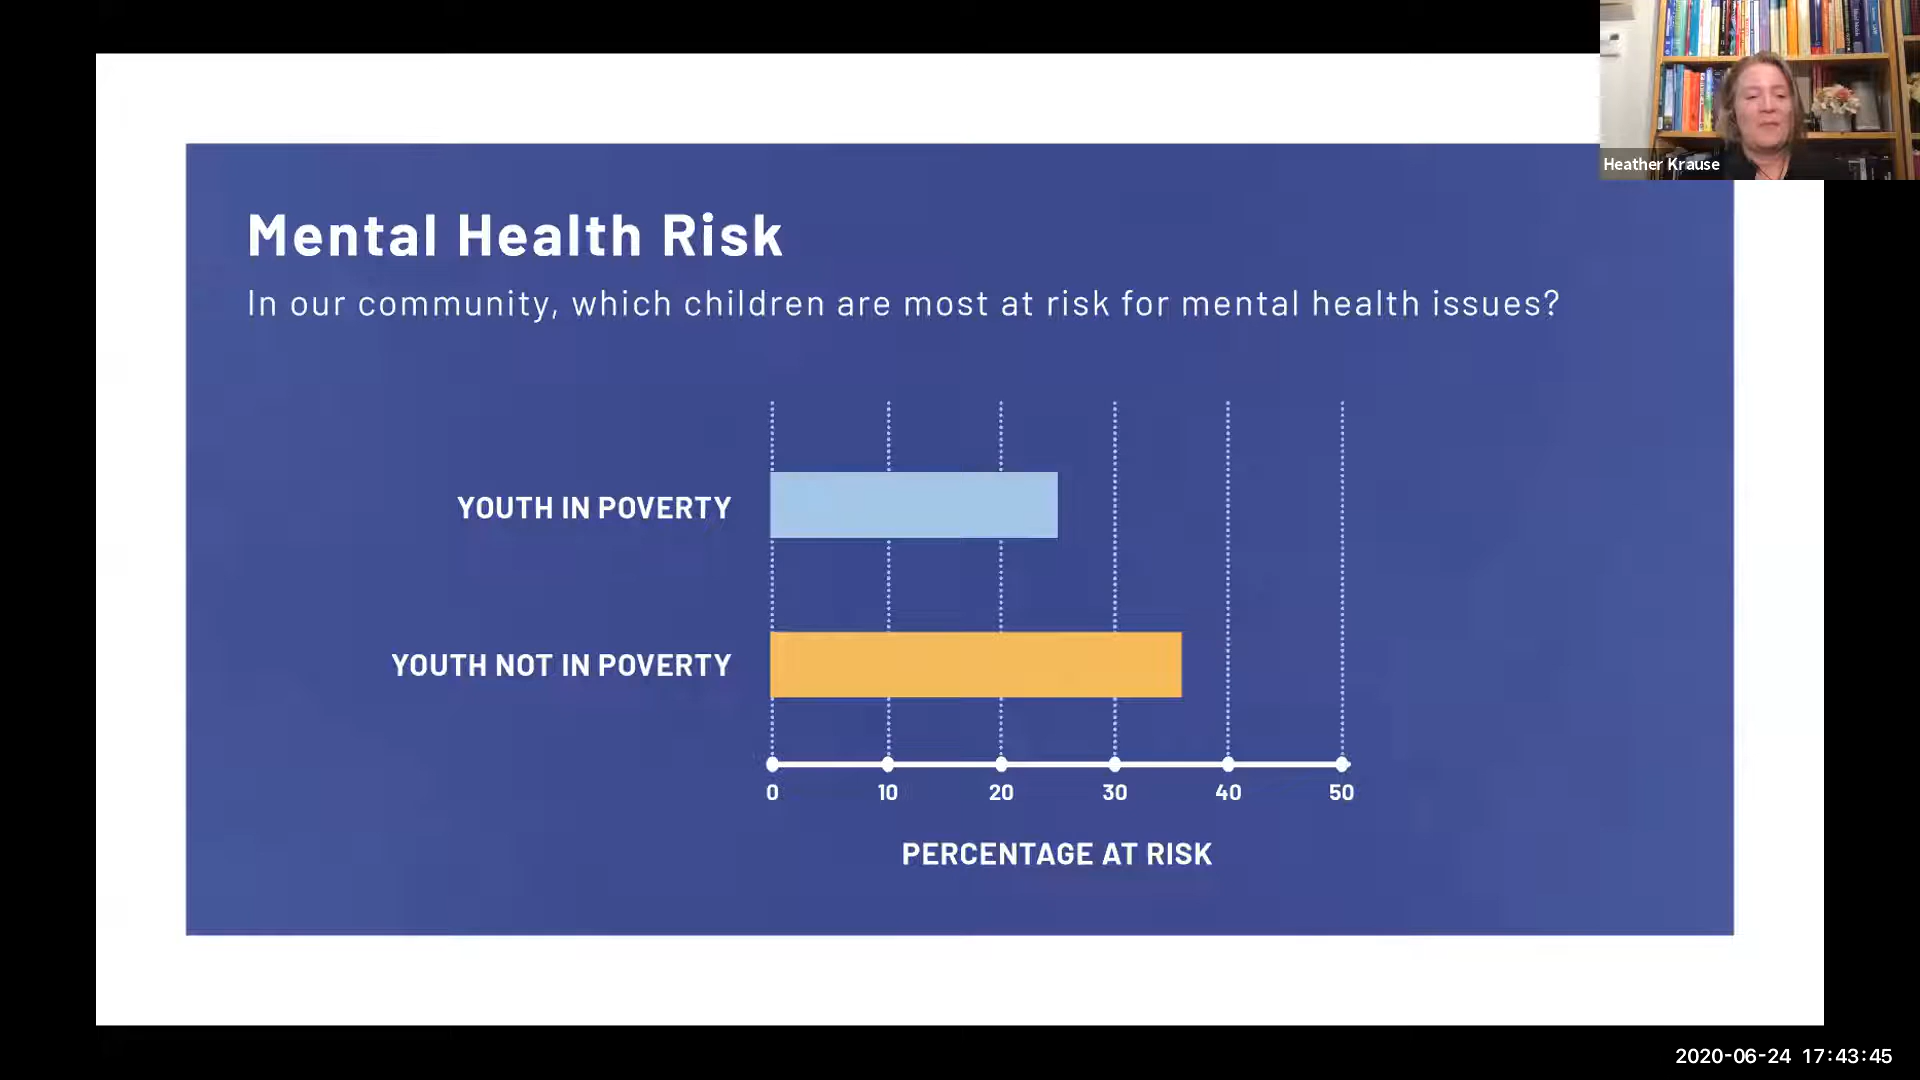 Heather Krause
Mental Health Risk
In our community, which children are most at risk for mental health issues?
YOUTH IN POVERTY
YOUTH NOT IN POVERTY
0 10 20 30 40 50
PERCENTAGE AT RISK
2020-06-24 17:43:45